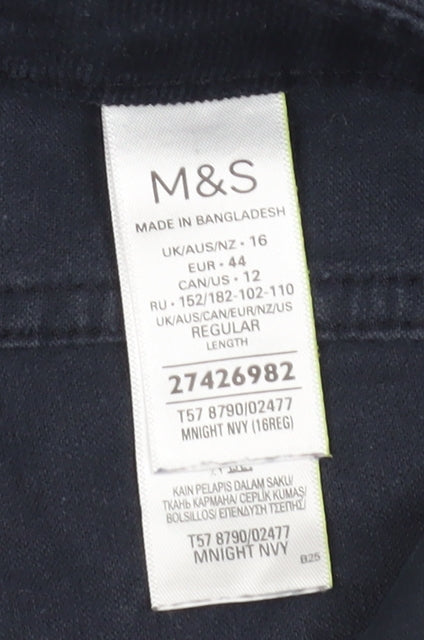 M&S
MADE IN BANGLADESH
UK/AUS/NZ • 16
EUR • 44
CAN/US • 12
RU • 152/182-102-110
UK/AUS/CAN/EUR/NZ/US
REGULAR
LENGTH
27426982
T57 8790/02477
MNIGHT NVY (16REG)
KAIN PELAPIS DALAM SAKU/
ТКАНЬ КАРМАНА/ CEPLIK KUMAS/
BOLSILLOS/ ΕΠΕΝΔΥΣΗ ΤΣΕΠΗΣ/
T57 8790/02477
MNIGHT NVY
B25